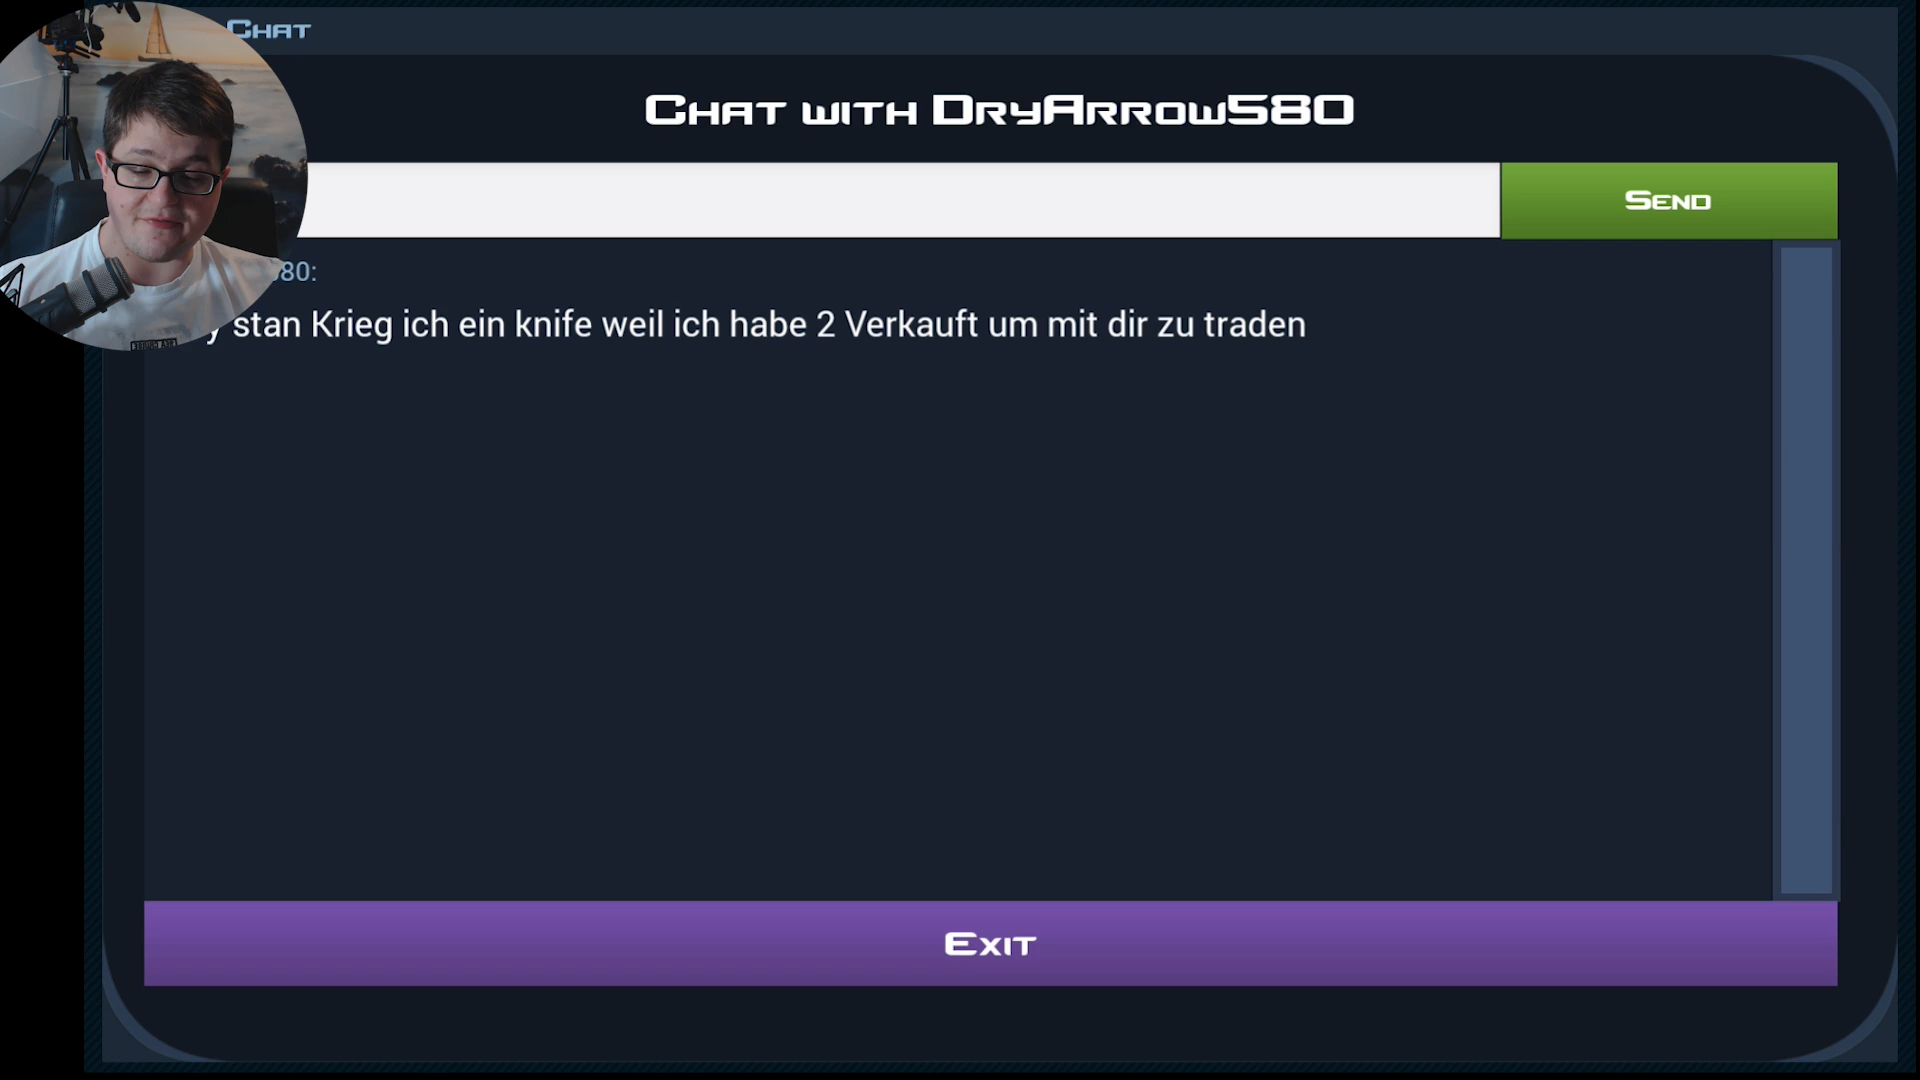 Chat
Chat with DryArrow580
Send
80:
stan Krieg ich ein knife weil ich habe 2 Verkauft um mit dir zu traden
Exit